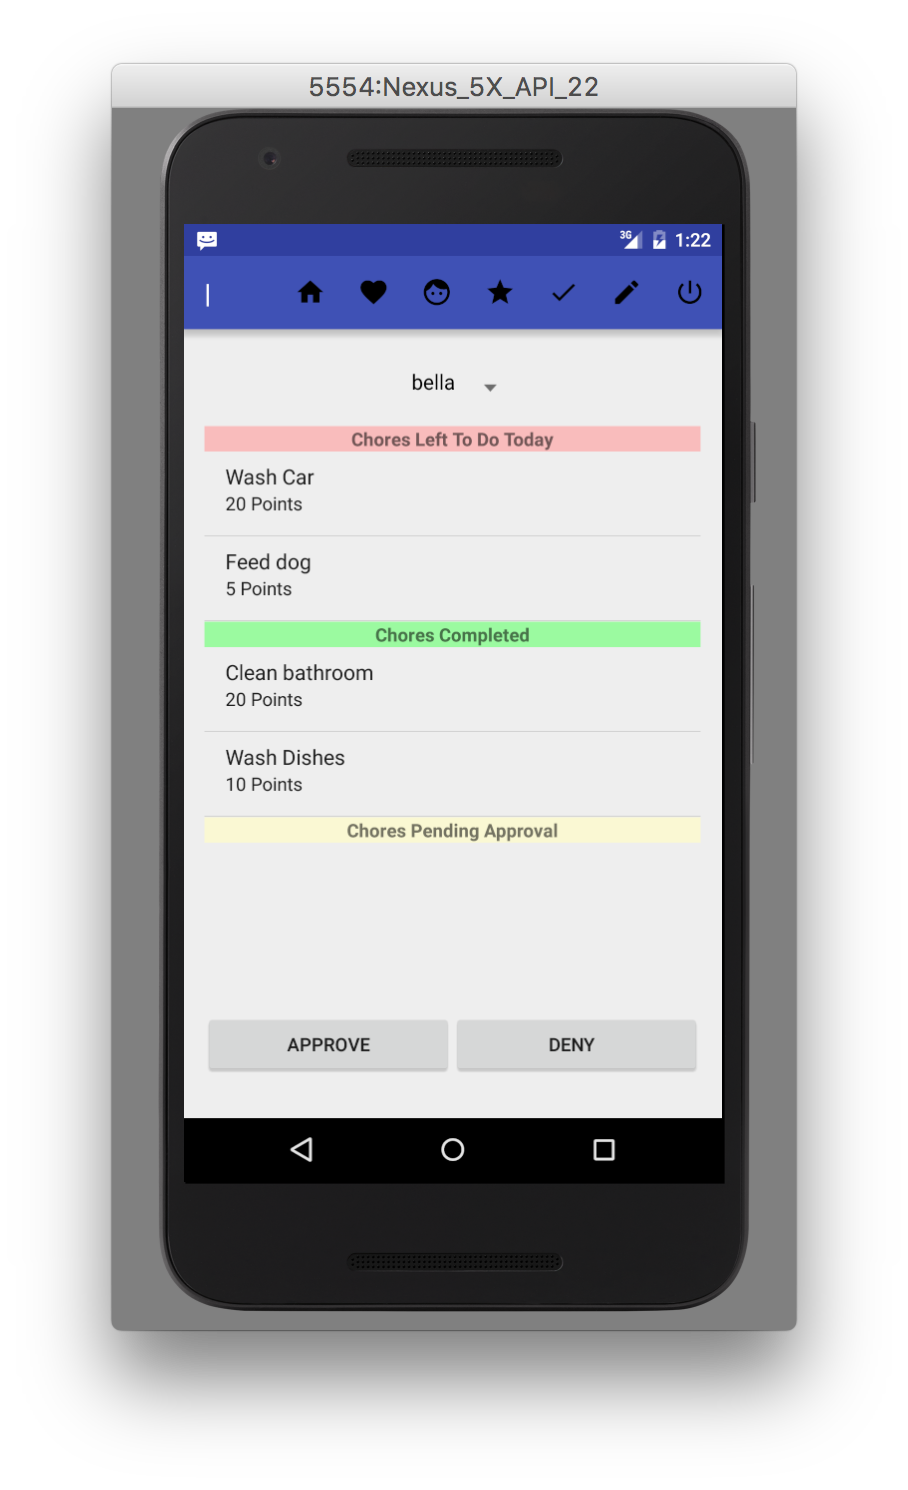 5554:Nexus_5X_API_22
3G 1:22
|
bella
Chores Left To Do Today
Wash Car
20 Points
Feed dog
5 Points
Chores Completed
Clean bathroom
20 Points
Wash Dishes
10 Points
Chores Pending Approval
APPROVE DENY